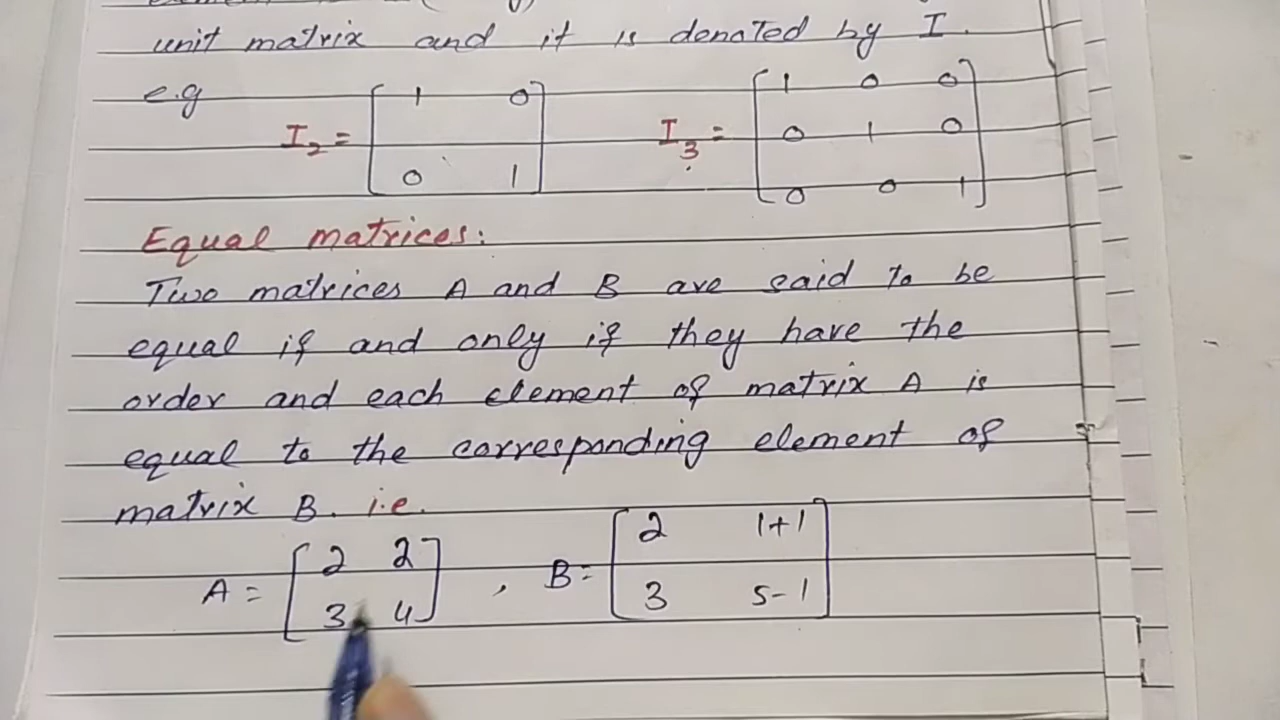 unit matrix and it is denoted by I.
e.g
I₂ = [ 1 0
0 1 ]
I₃ = [ 1 0 0
0 1 0
0 0 1 ]
Equal matrices:
Two matrices A and B are said to be
equal if and only if they have the
order and each element of matrix A is
equal to the corresponding element of
matrix B. i.e.
A = [ 2 2
3 4 ] ,
B = [ 2 1+1
3 5-1 ]